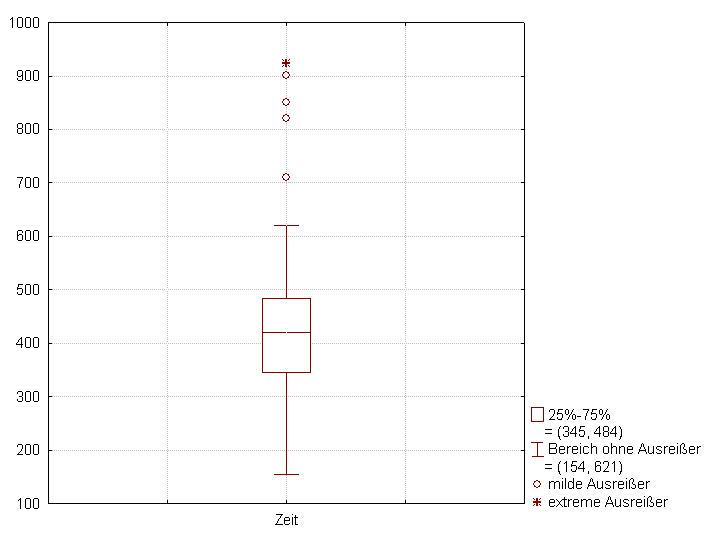 1000
900
800
700
600
500
400
300
200
100
Zeit
25%-75%
= (345, 484)
Bereich ohne Ausreißer
= (154, 621)
milde Ausreißer
extreme Ausreißer